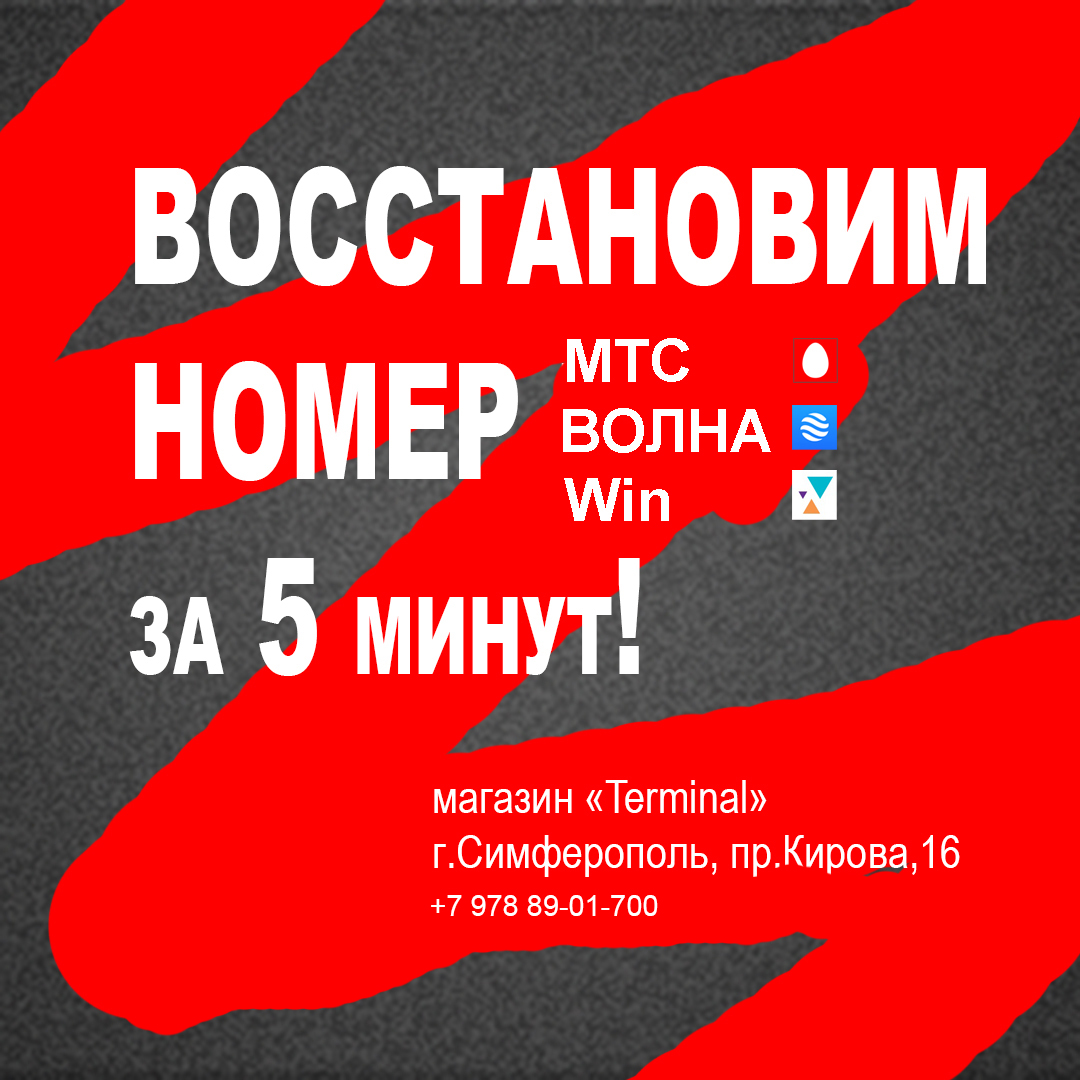 ВОССТАНОВИМ
НОМЕР
МТС
ВОЛНА
Win
ЗА 5 МИНУТ!
магазин «Terminal»
г.Симферополь, пр.Кирова,16
+7 978 89-01-700